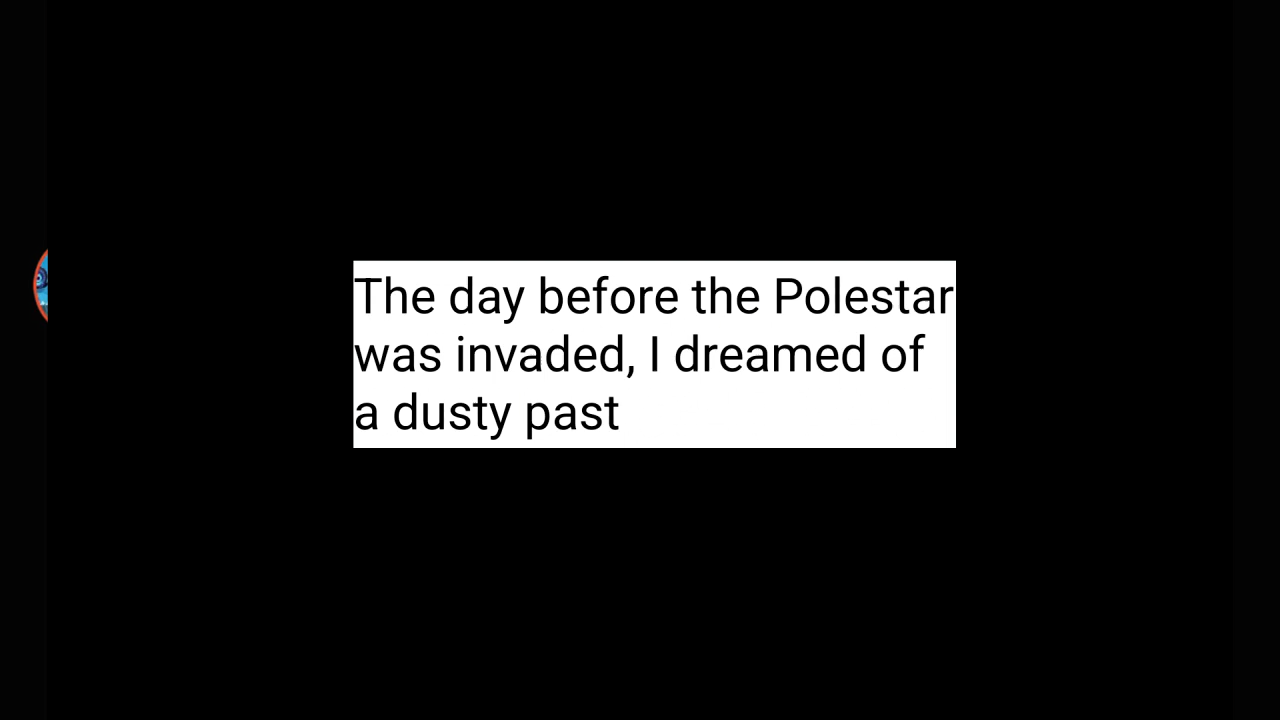 The day before the Polestar
was invaded, I dreamed of
a dusty past